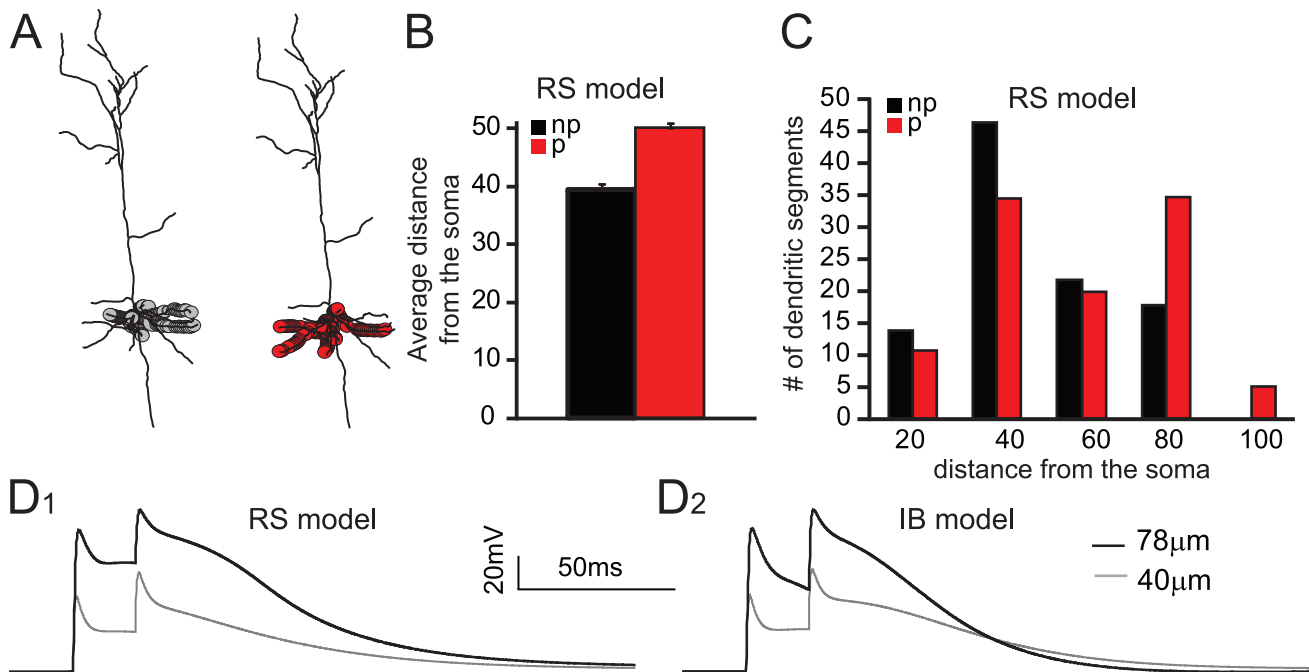 A
B
RS model
np
p
50
40
30
20
10
0
Average distance
from the soma
C
RS model
np
p
50
45
40
35
30
25
20
15
10
5
0
# of dendritic segments
20 40 60 80 100
distance from the soma
D1
RS model
20mV
50ms
D2
IB model
78μm
40μm